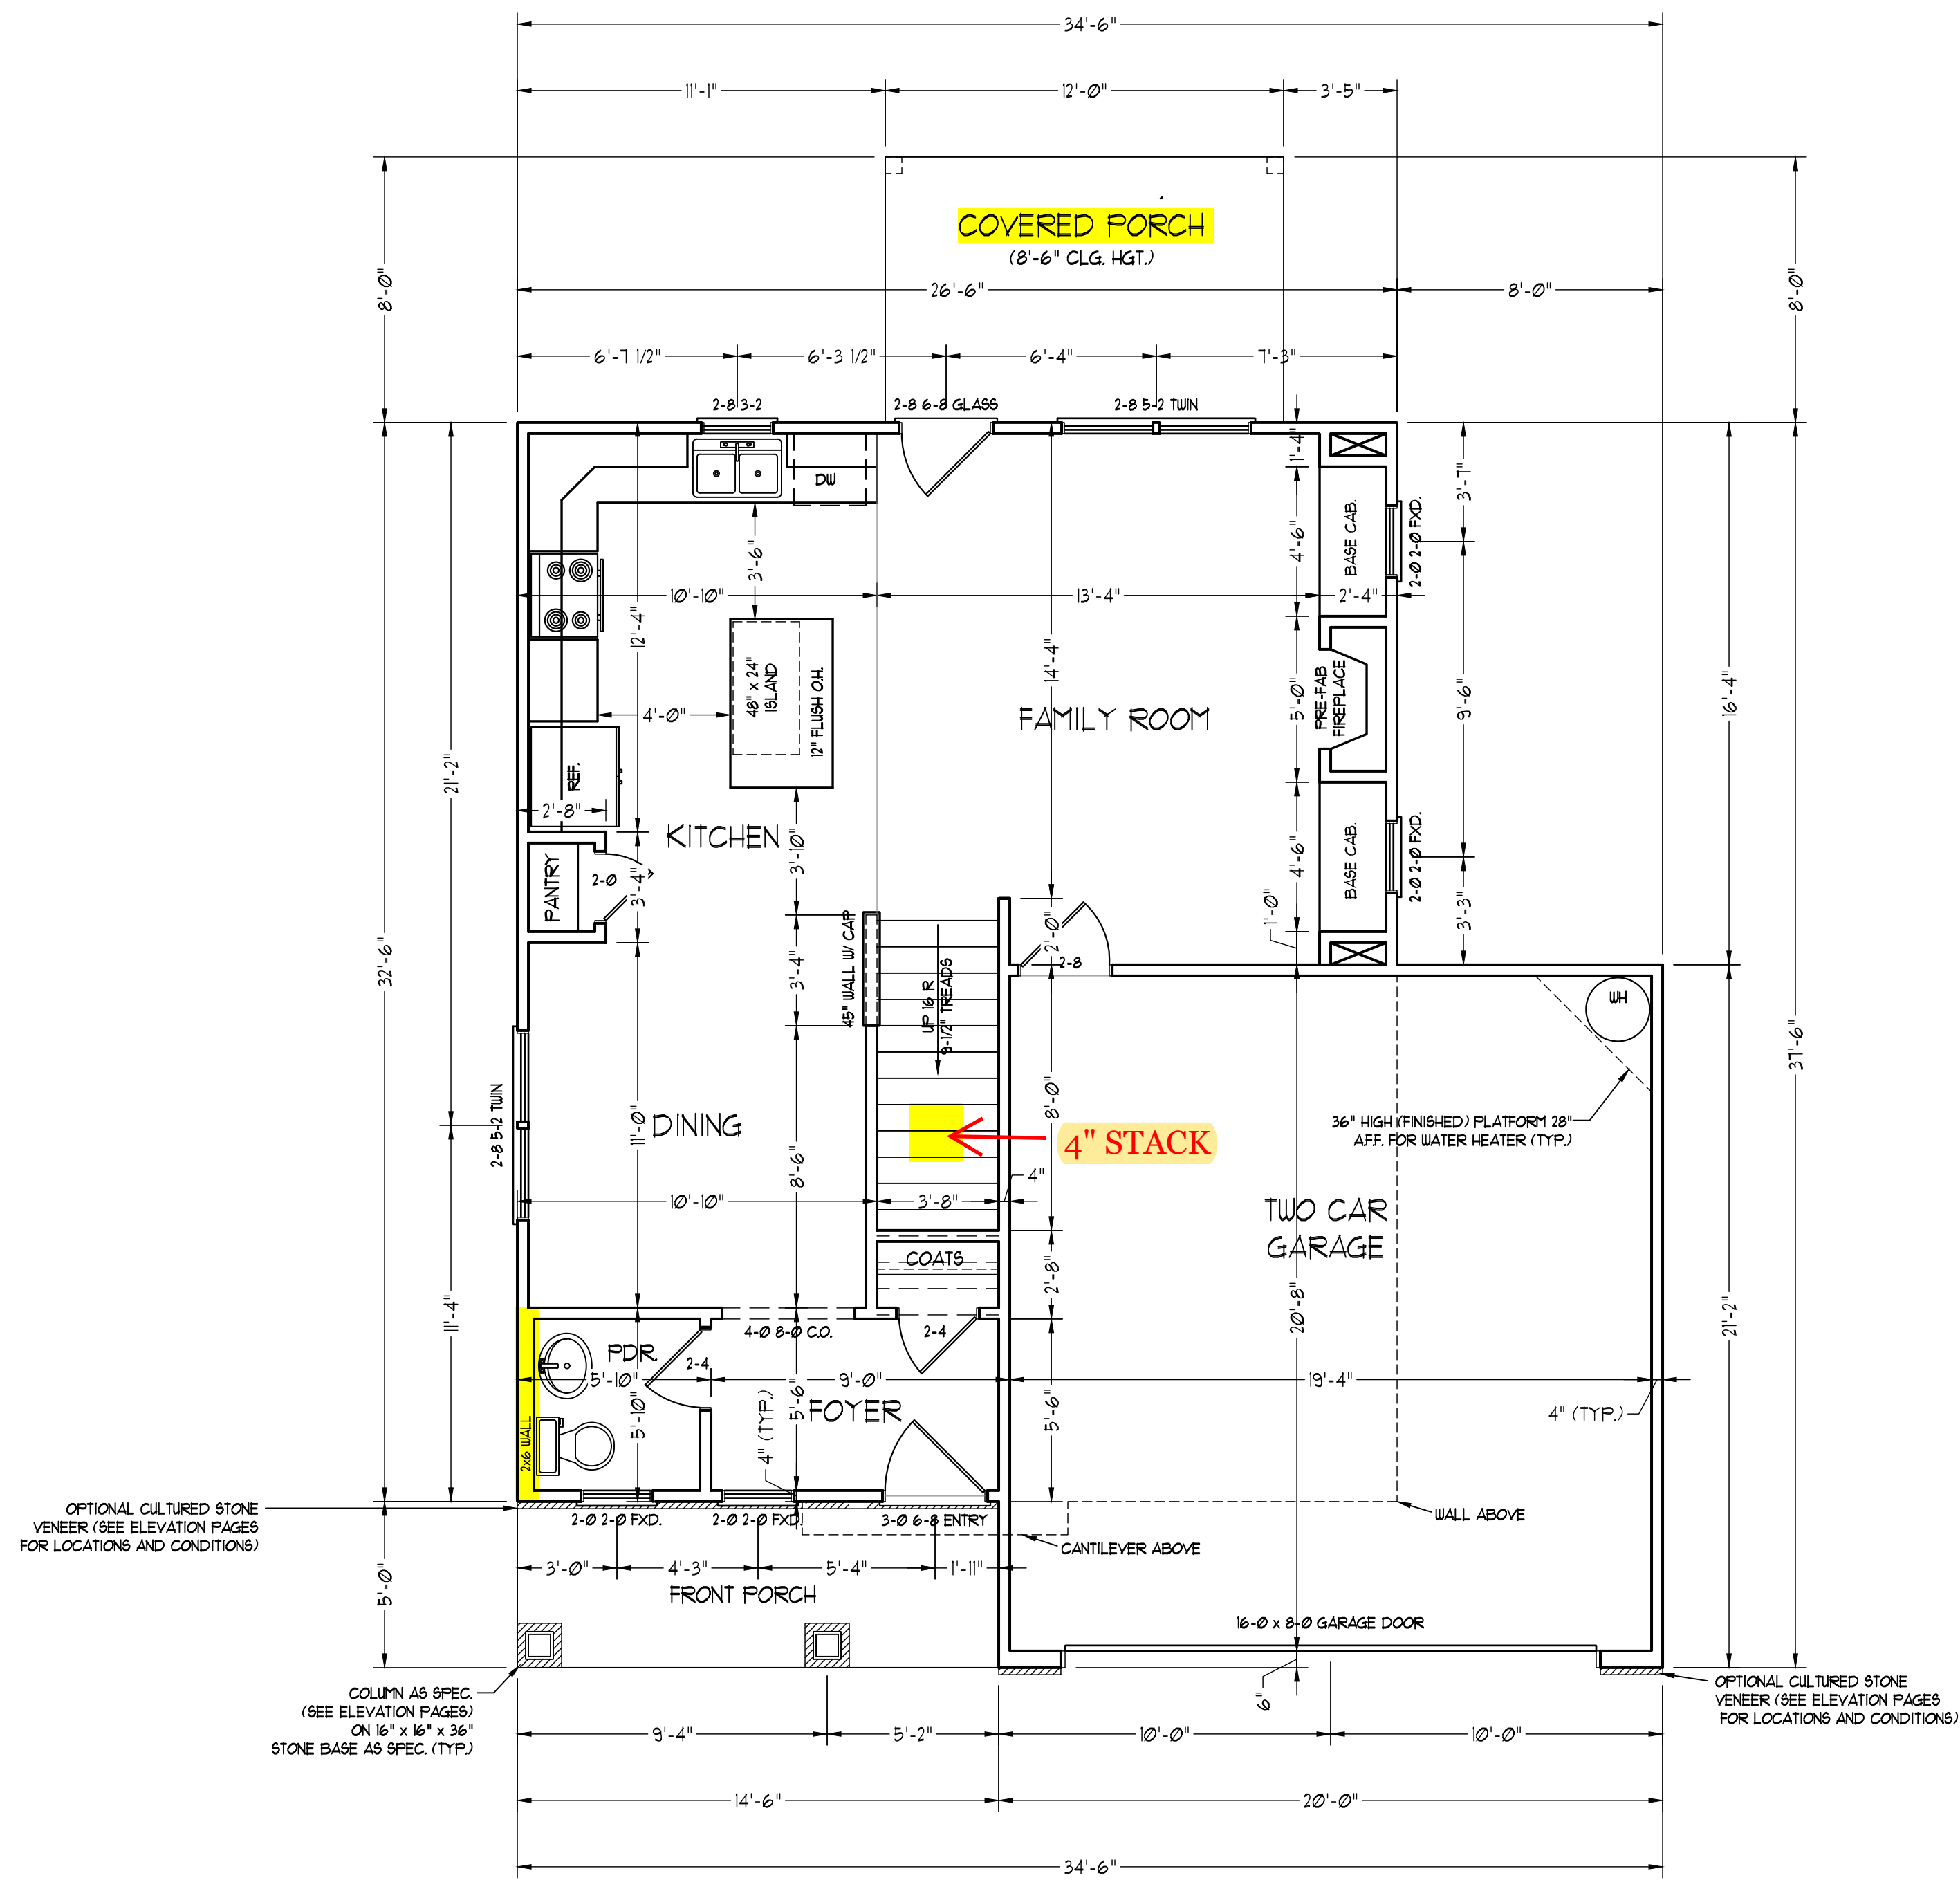 34'-6"
11'-1"
12'-0"
3'-5"
COVERED PORCH
(8'-6" CLG. HGT.)
8'-0"
8'-0"
26'-6"
8'-0"
6'-7 1/2"
6'-3 1/2"
6'-4"
7'-3"
2-8 3-2
2-8 6-8 GLASS
2-8 5-2 TWIN
1'-4"
3'-7"
DW
BASE CAB.
2-0 2-0 FXD.
4'-6"
3'-6"
10'-10"
13'-4"
2'-4"
12'-4"
14'-4"
48" x 24"
ISLAND
12" FLUSH O.H.
4'-0"
FAMILY ROOM
5'-0"
PRE-FAB
FIREPLACE
9'-6"
16'-4"
REF.
2'-8"
21'-2"
KITCHEN
3'-10"
4'-6"
BASE CAB.
2-0 2-0 FXD.
PANTRY
2-0
3'-4"
1'-0"
3'-3"
32'-6"
45" WALL W/ CAP
3'-4"
UP 16 R
9-1/2" TREADS
2'-0"
2-8
WH
37'-6"
2-8 5-2 TWIN
DINING
11'-0"
8'-6"
8'-0"
4" STACK
36" HIGH (FINISHED) PLATFORM 28"
A.F.F. FOR WATER HEATER (TYP.)
4"
10'-10"
3'-8"
TWO CAR
GARAGE
COATS
2'-8"
11'-4"
20'-8"
21'-2"
4-0 8-0 C.O.
2-4
PDR.
2-4
5'-10"
9'-0"
19'-4"
FOYER
5'-10"
4" (TYP.)
5'-6"
5'-6"
4" (TYP.)
2x6 WALL
OPTIONAL CULTURED STONE
VENEER (SEE ELEVATION PAGES
FOR LOCATIONS AND CONDITIONS)
2-0 2-0 FXD.
2-0 2-0 FXD.
3-0 6-8 ENTRY
WALL ABOVE
CANTILEVER ABOVE
3'-0"
4'-3"
5'-4"
1'-11"
5'-0"
FRONT PORCH
16-0 x 8-0 GARAGE DOOR
6"
COLUMN AS SPEC.
(SEE ELEVATION PAGES)
ON 16" x 16" x 36"
STONE BASE AS SPEC. (TYP.)
OPTIONAL CULTURED STONE
VENEER (SEE ELEVATION PAGES
FOR LOCATIONS AND CONDITIONS)
9'-4"
5'-2"
10'-0"
10'-0"
14'-6"
20'-0"
34'-6"